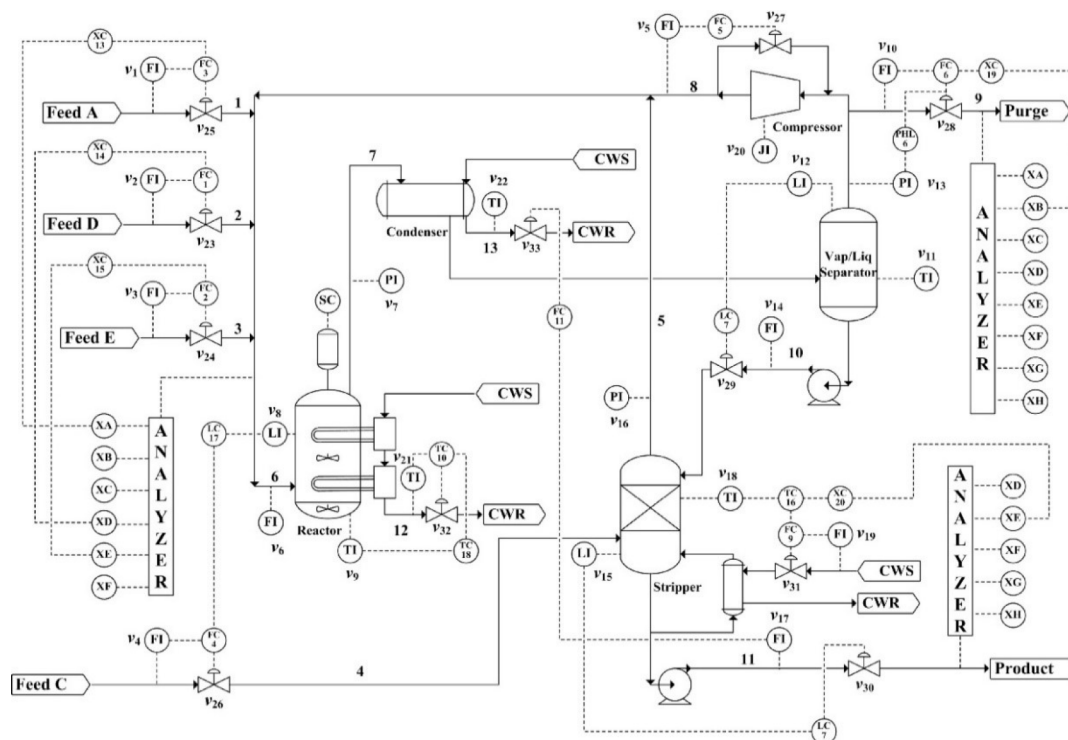 XC 13
v1 FI FC 3
Feed A
v25
1
XC 14
v2 FI FC 1
Feed D
v23
2
XC 15
v3 FI FC 2
Feed E
v24
3
v5 FI FC 5 v27
8
Compressor
v20 JI
v10 FI FC 6 XC 19
v28
9
Purge
PHL 6
v12 LI
PI v13
7
CWS
v22 TI
Condenser
13
v33
CWR
Vap/Liq
Separator
v11 TI
SC
PI v7
FC 11
5
LC 7
v14 FI
10
v29
ANALYZER
XA
XB
XC
XD
XE
XF
XG
XH
v8 LI
LC 17
CWS
v21 TI
TC 10
6
FI v6
Reactor
12
v32
CWR
TI v9
TC 18
ANALYZER
XA
XB
XC
XD
XE
XF
PI v16
v18 TI
TC 16
XC 20
FC 9
FI v19
LI v15
Stripper
v31
CWS
CWR
v17 FI
ANALYZER
XD
XE
XF
XG
XH
v4 FI FC 4
Feed C
v26
4
11
v30
Product
LC 7